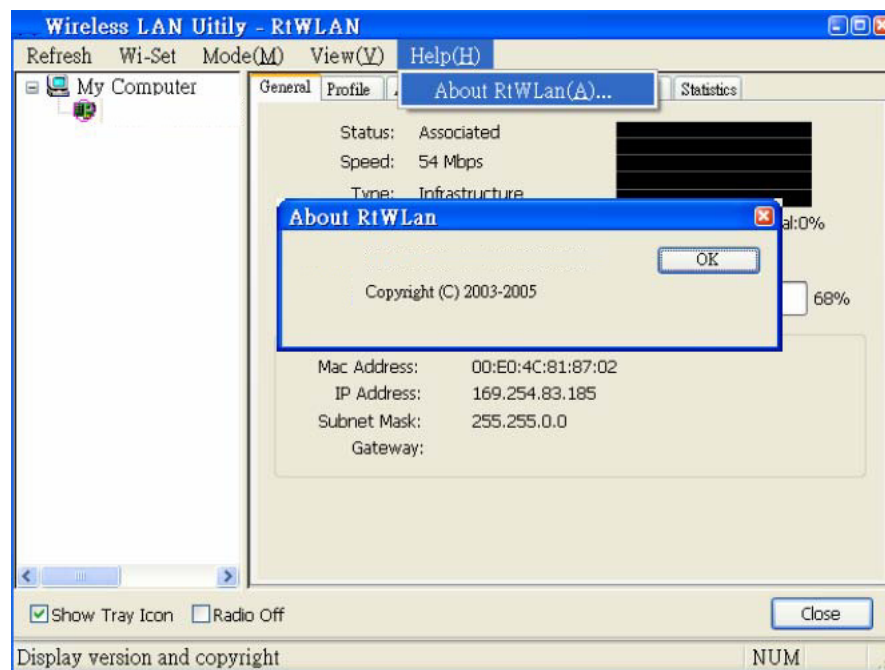 Wireless LAN Uitily - RtWLAN
Refresh Wi-Set Mode(M) View(V) Help(H)
About RtWLan(A)...
My Computer
General Profile Statistics
Status: Associated
Speed: 54 Mbps
Type: Infrastructure
al:0%
About RtWLan
OK
Copyright (C) 2003-2005
68%
Mac Address: 00:E0:4C:81:87:02
IP Address: 169.254.83.185
Subnet Mask: 255.255.0.0
Gateway:
Show Tray Icon Radio Off Close
Display version and copyright NUM